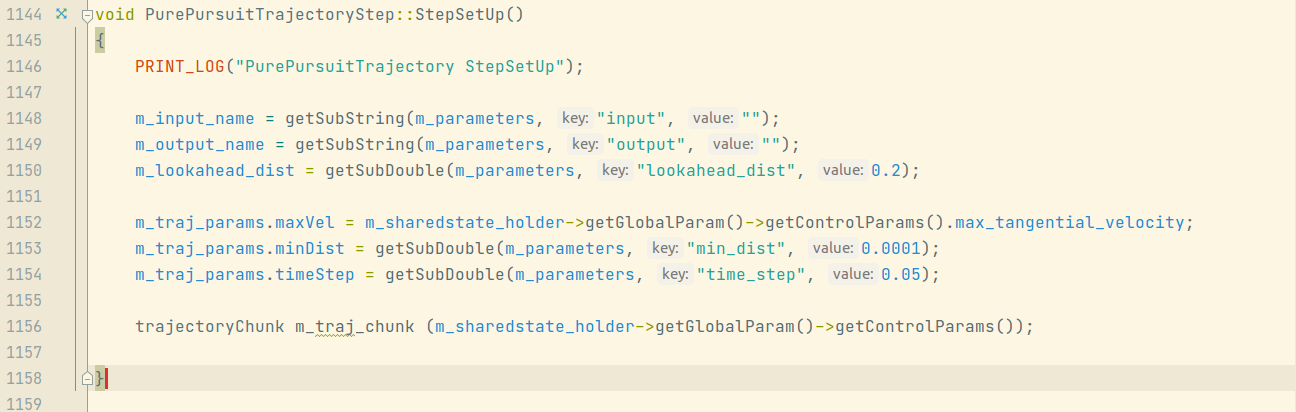 1144 void PurePursuitTrajectoryStep::StepSetUp()
1145 {
1146 PRINT_LOG("PurePursuitTrajectory StepSetUp");
1147
1148 m_input_name = getSubString(m_parameters, key: "input", value: "");
1149 m_output_name = getSubString(m_parameters, key: "output", value: "");
1150 m_lookahead_dist = getSubDouble(m_parameters, key: "lookahead_dist", value: 0.2);
1151
1152 m_traj_params.maxVel = m_sharedstate_holder->getGlobalParam()->getControlParams().max_tangential_velocity;
1153 m_traj_params.minDist = getSubDouble(m_parameters, key: "min_dist", value: 0.0001);
1154 m_traj_params.timeStep = getSubDouble(m_parameters, key: "time_step", value: 0.05);
1155
1156 trajectoryChunk m_traj_chunk (m_sharedstate_holder->getGlobalParam()->getControlParams());
1157
1158 }
1159